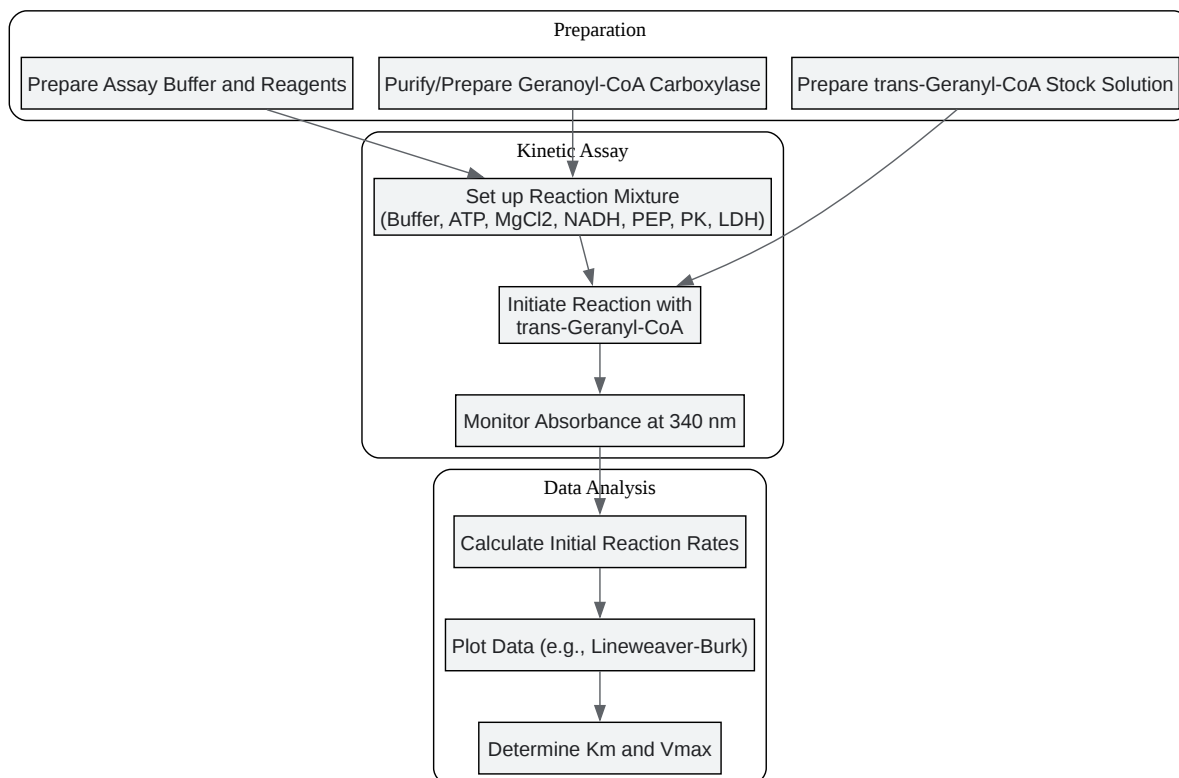 Preparation
Prepare Assay Buffer and Reagents
Purify/Prepare Geranoyl-CoA Carboxylase
Prepare trans-Geranyl-CoA Stock Solution
Kinetic Assay
Set up Reaction Mixture
(Buffer, ATP, MgCl2, NADH, PEP, PK, LDH)
Initiate Reaction with
trans-Geranyl-CoA
Monitor Absorbance at 340 nm
Data Analysis
Calculate Initial Reaction Rates
Plot Data (e.g., Lineweaver-Burk)
Determine Km and Vmax